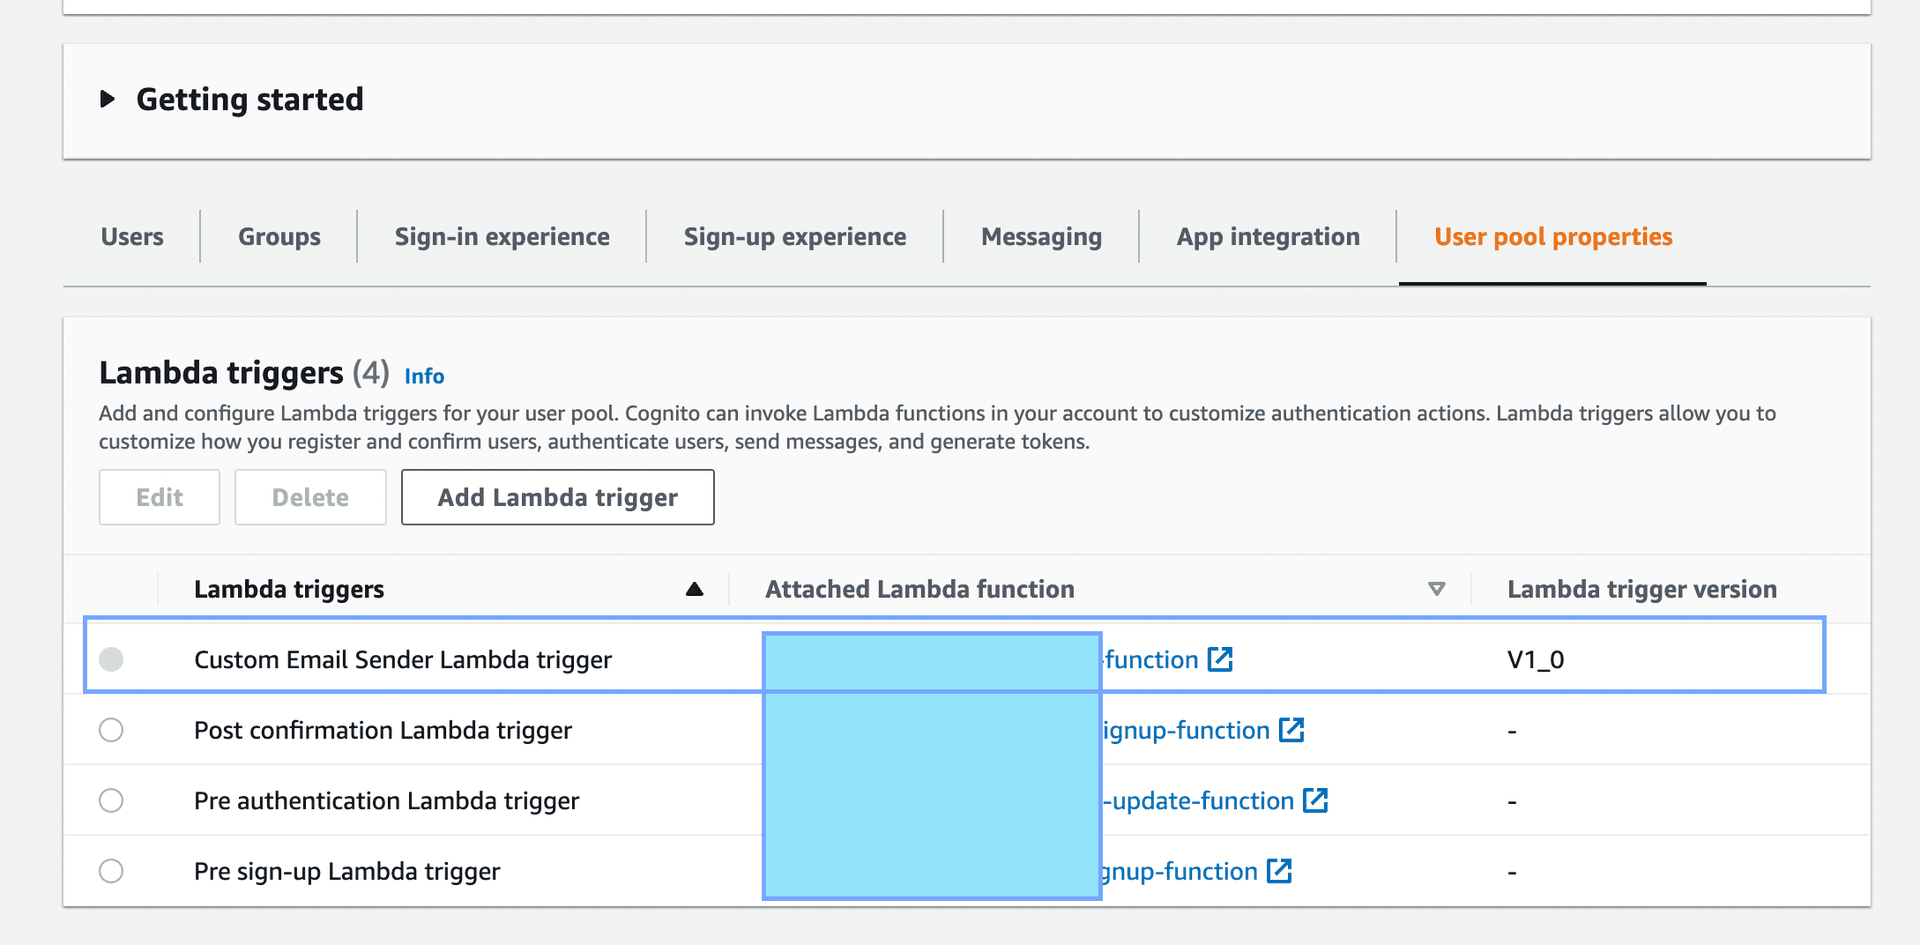 Getting started
Users Groups Sign-in experience Sign-up experience Messaging App integration User pool properties
Lambda triggers (4) Info
Add and configure Lambda triggers for your user pool. Cognito can invoke Lambda functions in your account to customize authentication actions. Lambda triggers allow you to
customize how you register and confirm users, authenticate users, send messages, and generate tokens.
Edit Delete Add Lambda trigger
Lambda triggers Attached Lambda function Lambda trigger version
Custom Email Sender Lambda trigger -function V1_0
Post confirmation Lambda trigger ignup-function -
Pre authentication Lambda trigger -update-function -
Pre sign-up Lambda trigger gnup-function -